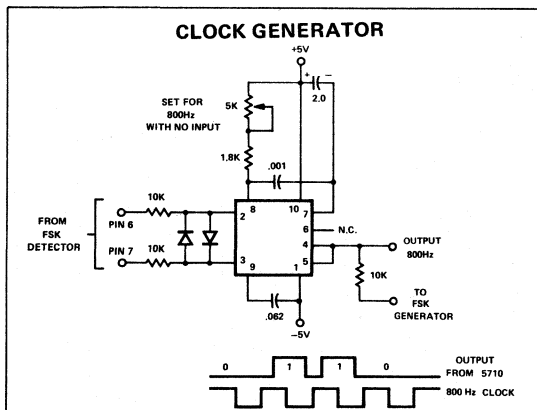 CLOCK GENERATOR
+5V
+ −
2.0
SET FOR
800Hz
WITH NO INPUT
5K
1.8K
.001
8 10 7
6 N.C.
FROM
FSK
DETECTOR
PIN 6
10K
2
4
OUTPUT
800Hz
PIN 7
10K
3
5
9 1
10K
TO
FSK
GENERATOR
.062
−5V
0 1 1 0
OUTPUT
FROM 5710
800 Hz CLOCK